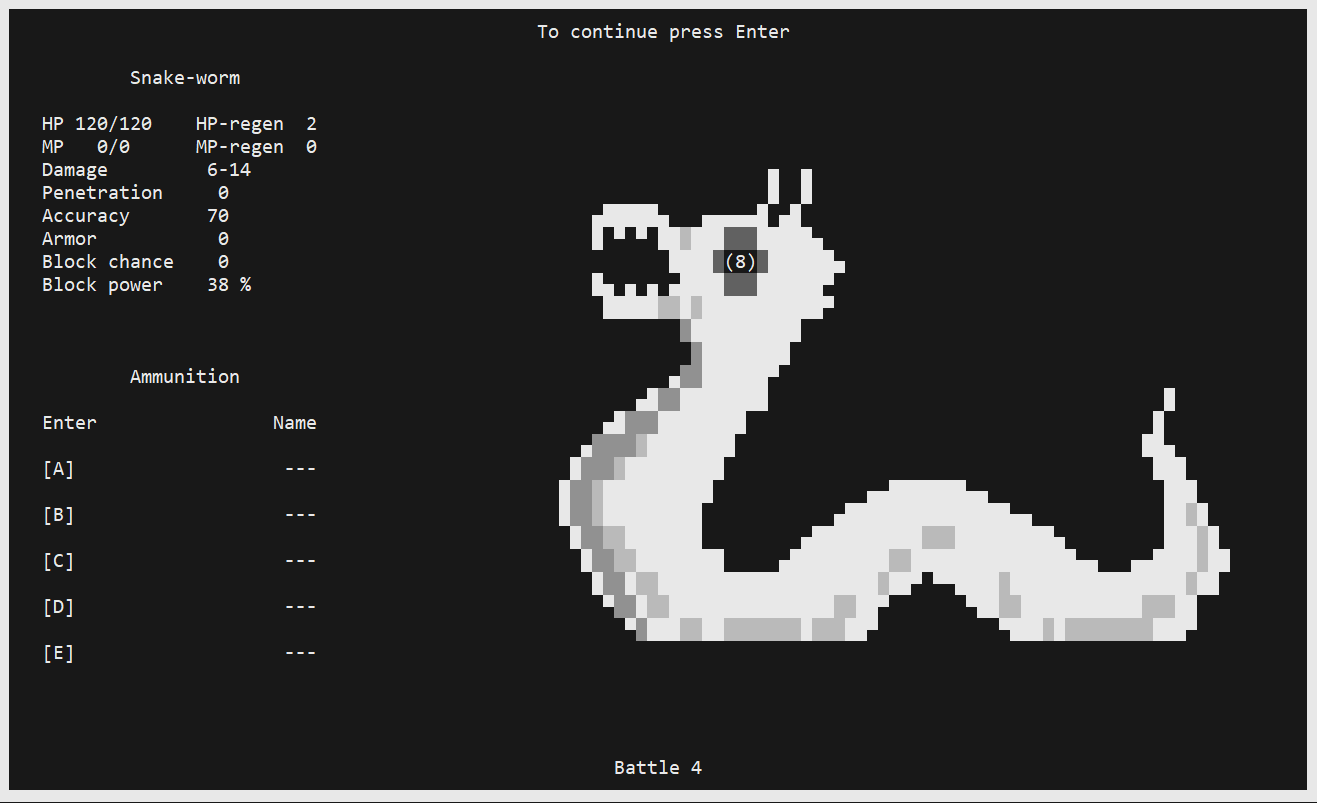 To continue press Enter
Snake-worm
HP 120/120 HP-regen 2
MP 0/0 MP-regen 0
Damage 6-14
Penetration 0
Accuracy 70
Armor 0
Block chance 0
Block power 38 %
(8)
Ammunition
Enter Name
[A] ---
[B] ---
[C] ---
[D] ---
[E] ---
Battle 4